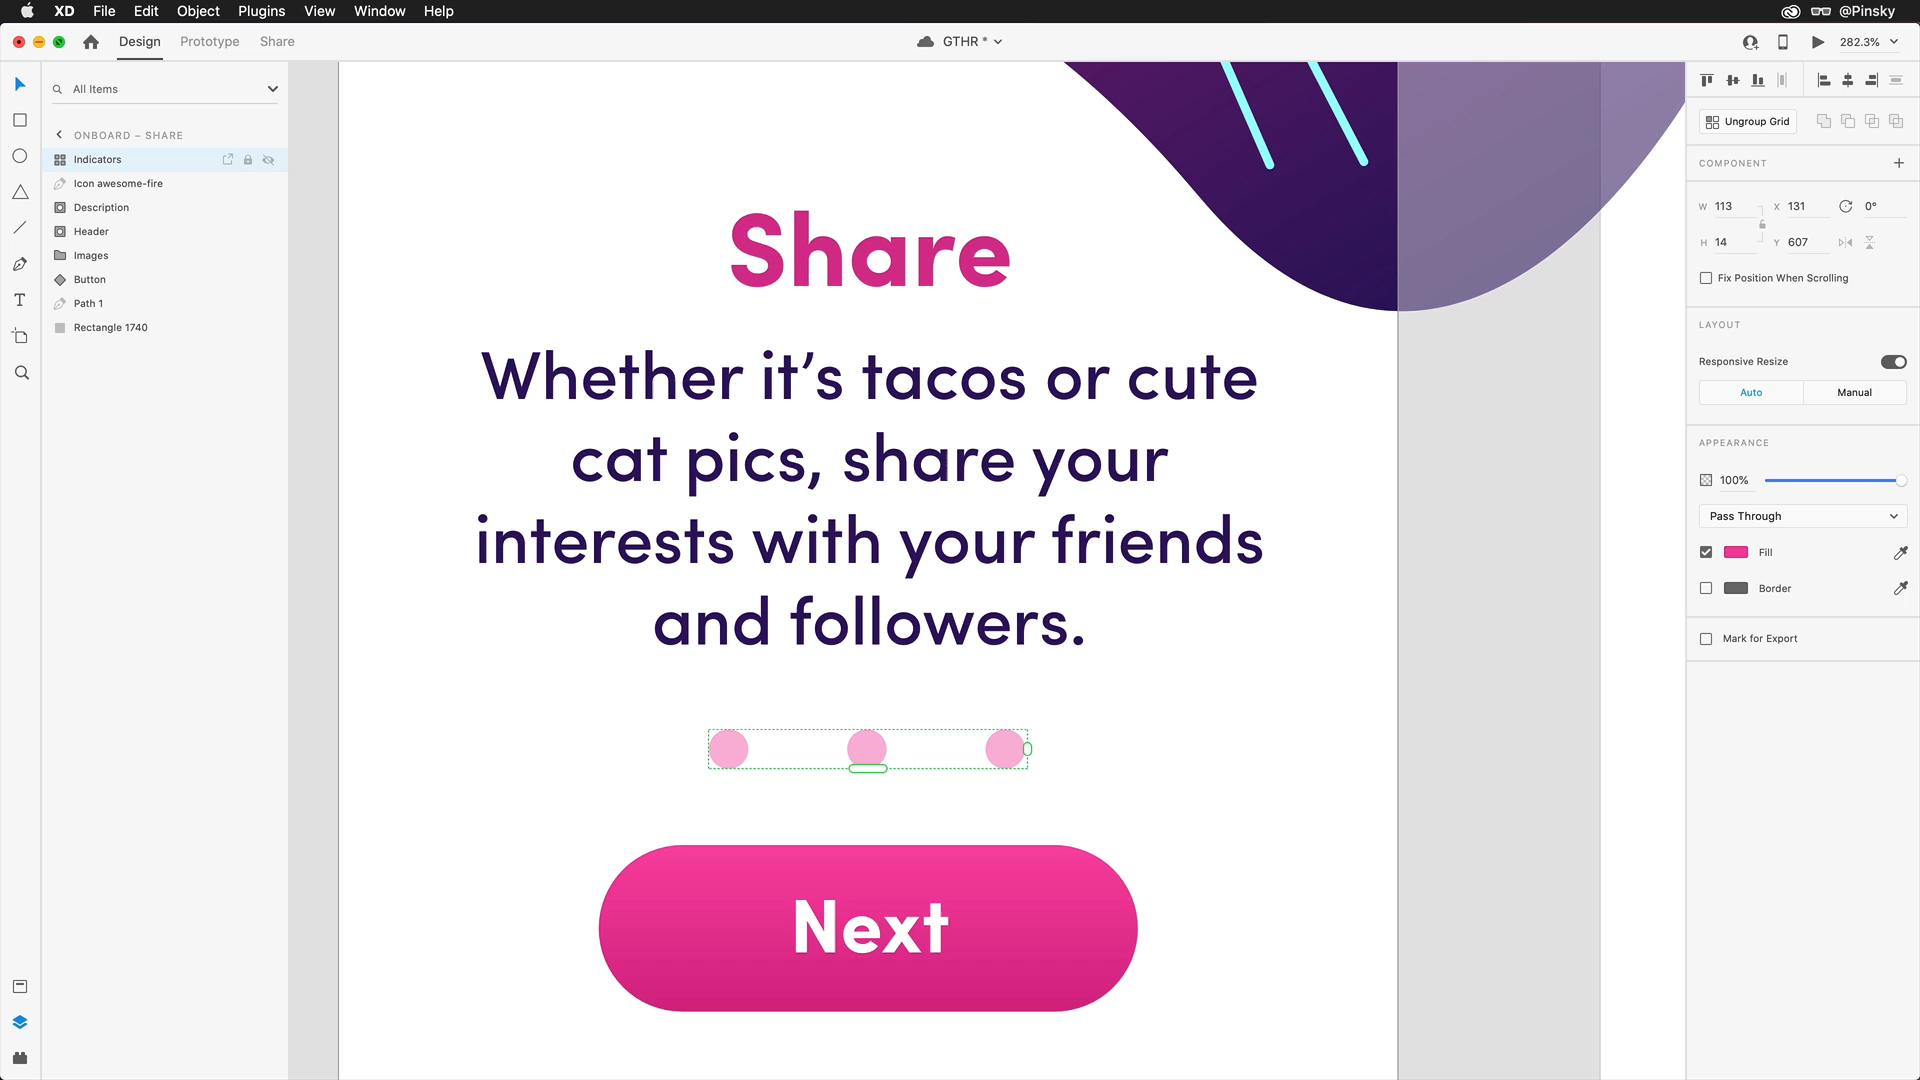 XD File Edit Object Plugins View Window Help @Pinsky
Design Prototype Share GTHR * 282.3%
All Items
ONBOARD – SHARE
Indicators
Icon awesome-fire
Description
Header
Images
Button
Path 1
Rectangle 1740
Share
Whether it’s tacos or cute
cat pics, share your
interests with your friends
and followers.
Next
Ungroup Grid
COMPONENT
W 113 X 131 0°
H 14 Y 607
Fix Position When Scrolling
LAYOUT
Responsive Resize
Auto Manual
APPEARANCE
100%
Pass Through
Fill
Border
Mark for Export